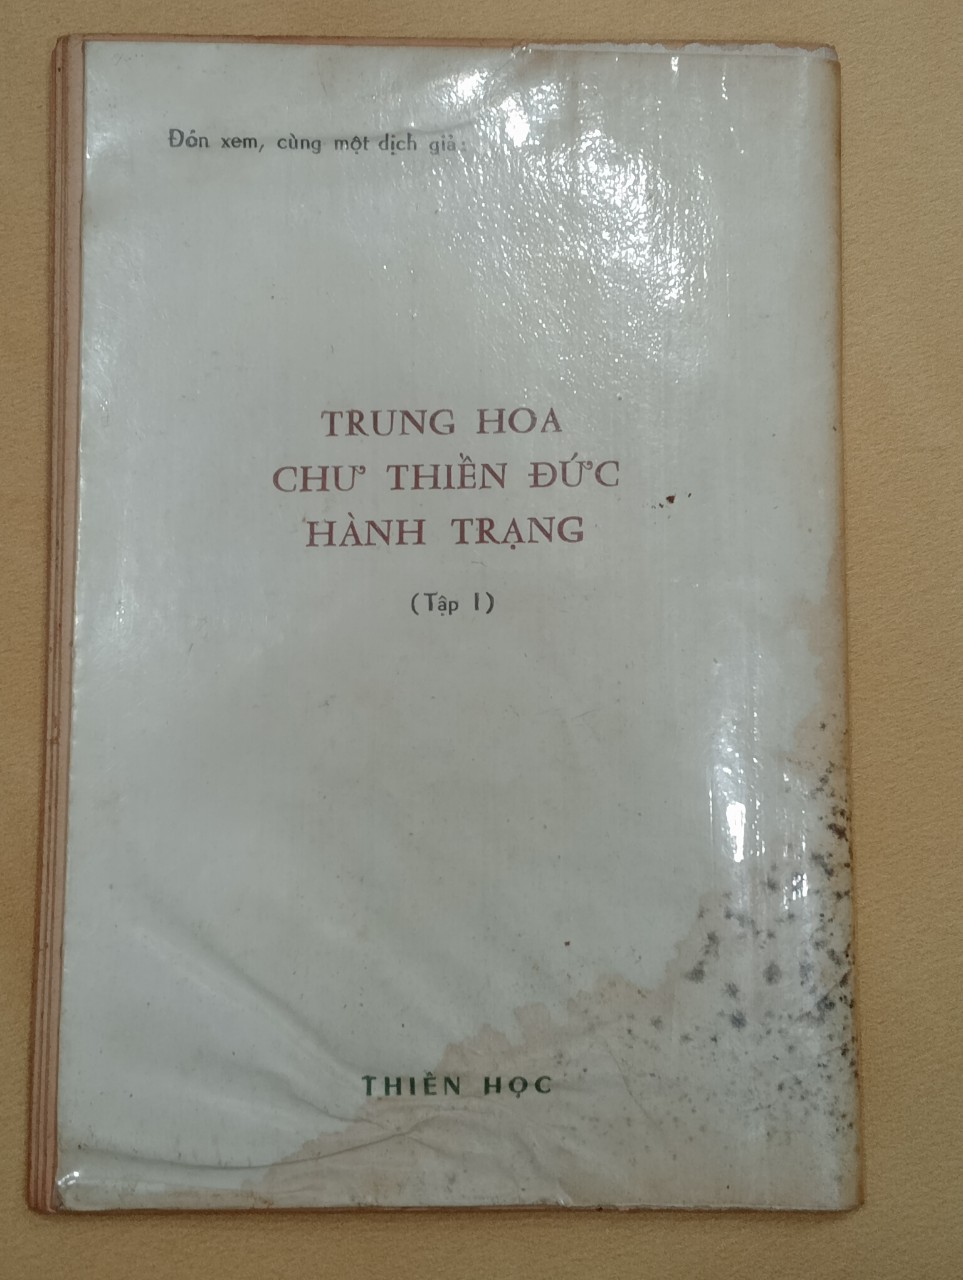 Đón xem, cùng một dịch giả:
TRUNG HOA
CHƯ THIỀN ĐỨC
HÀNH TRẠNG
(Tập I)
THIỀN HỌC